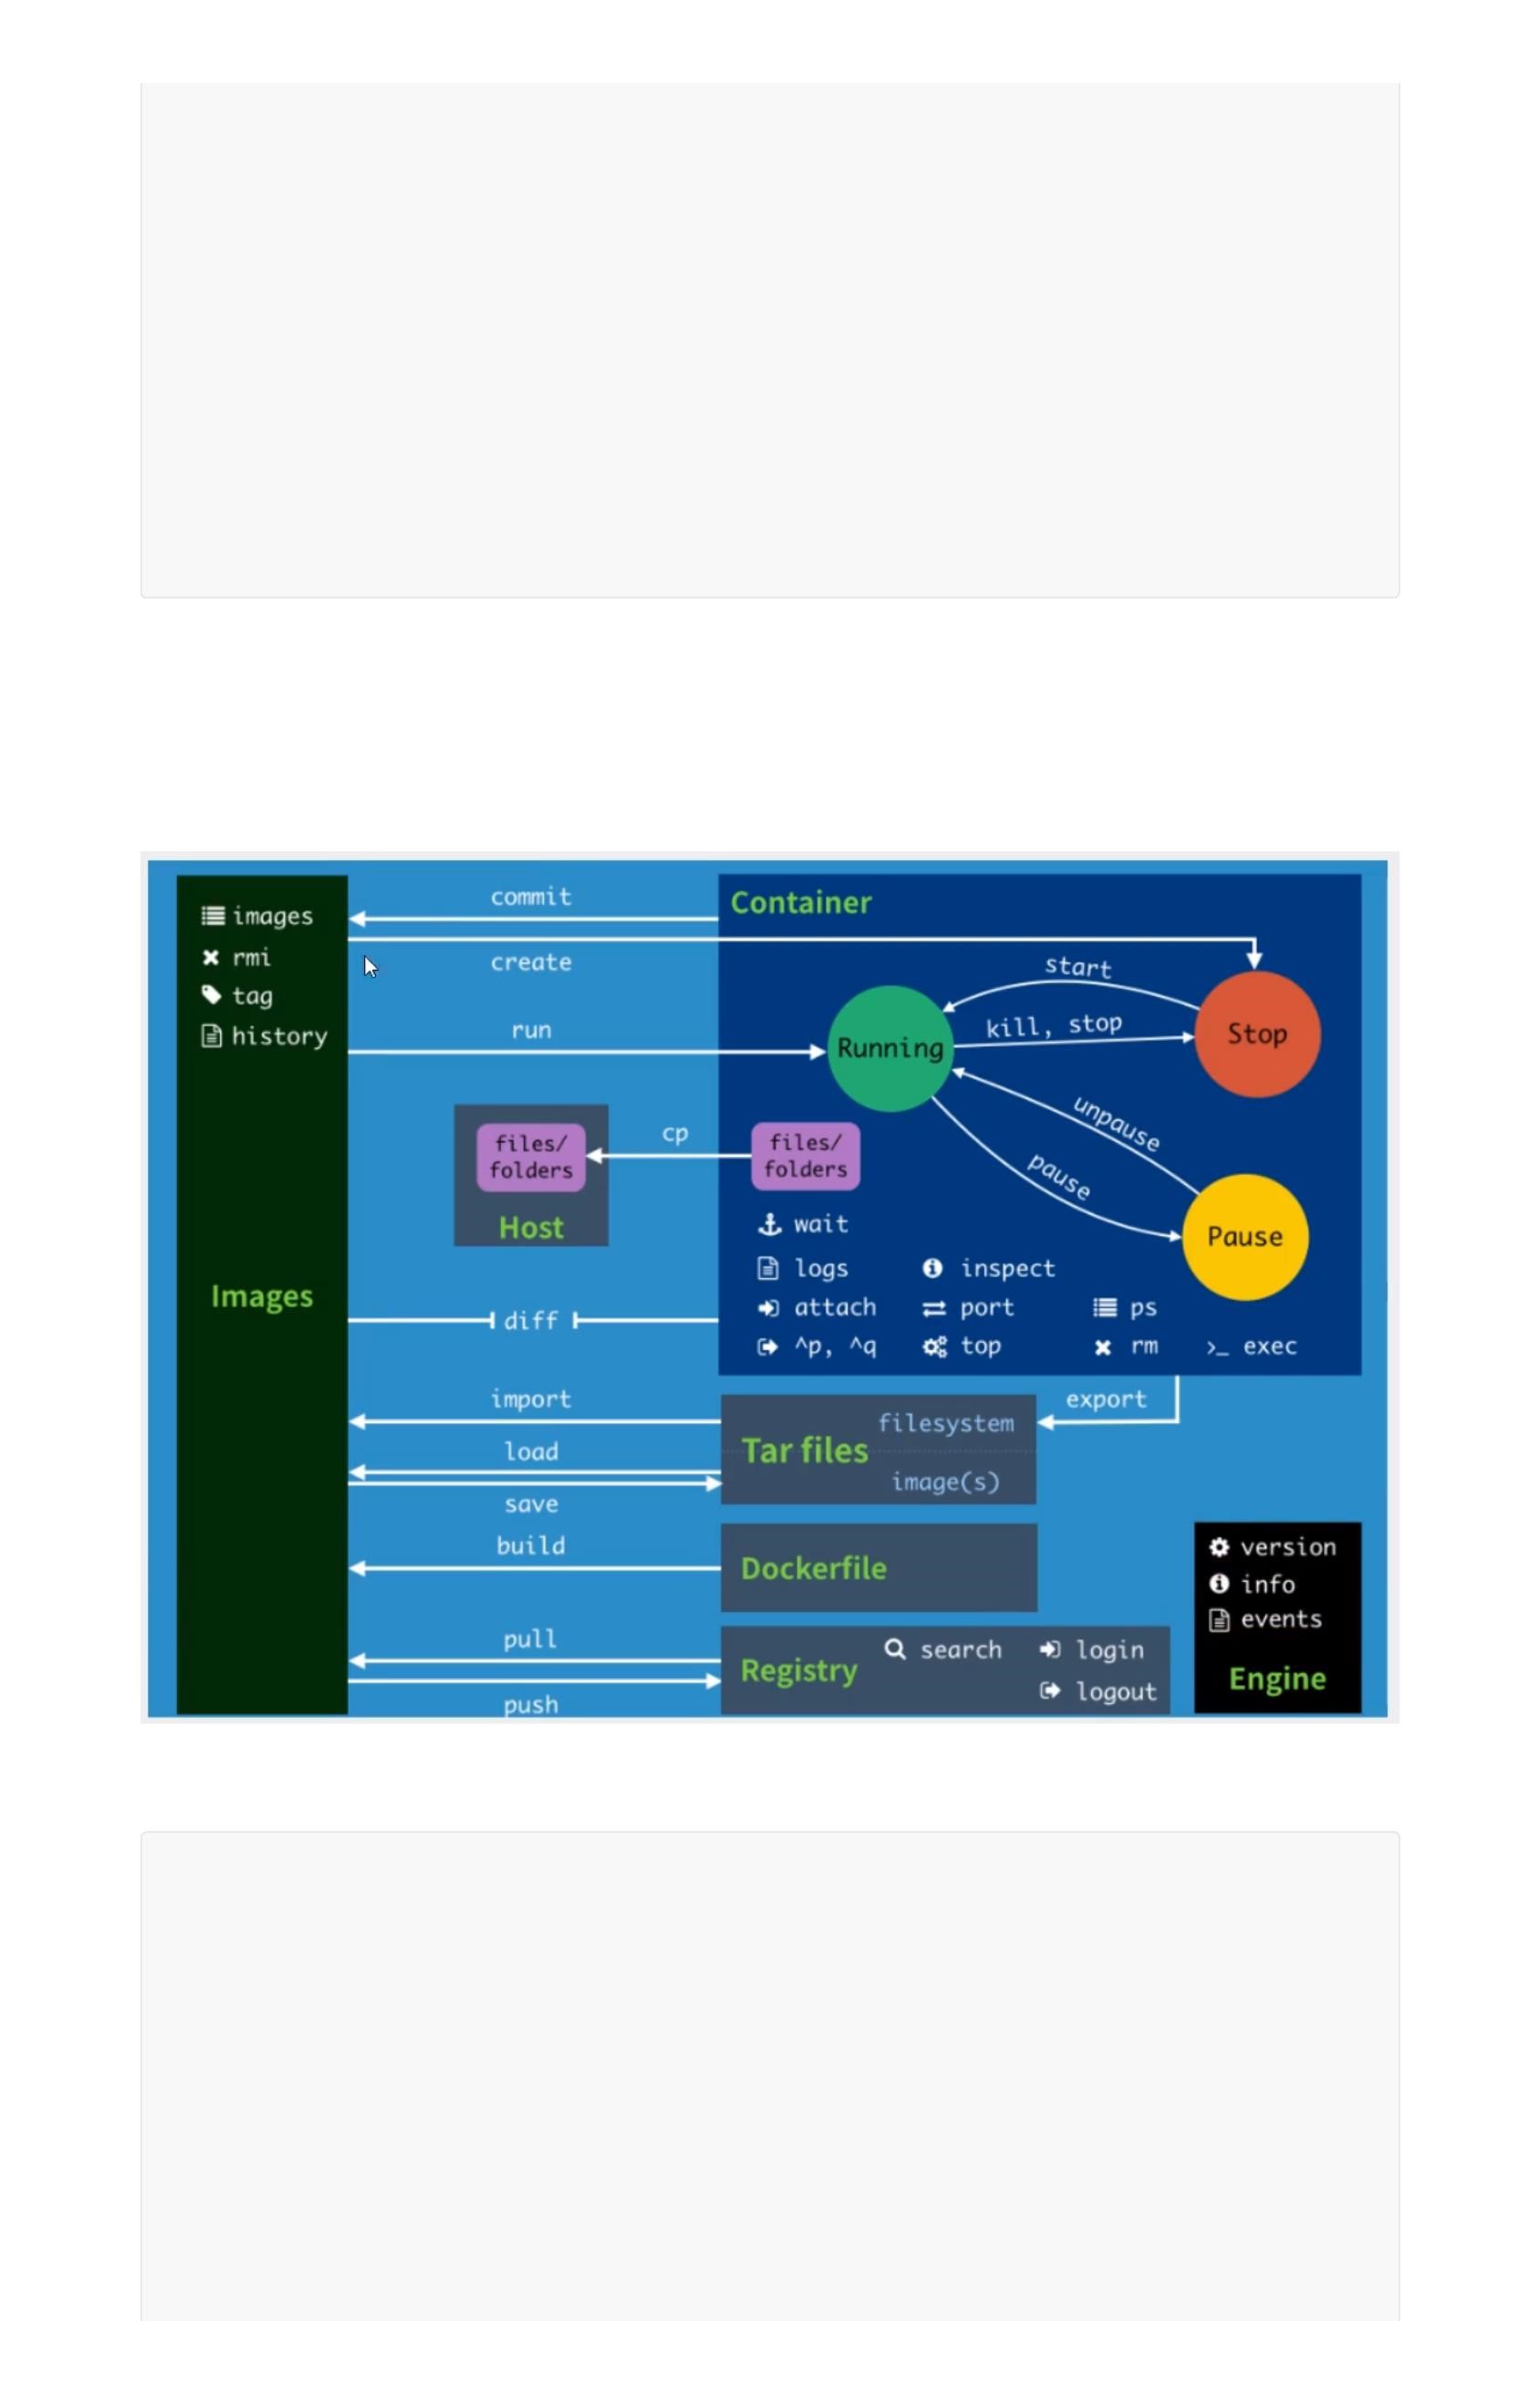 images
rmi
tag
history
Images
commit
create
run
cp
files/
folders
Host
diff
import
load
save
build
pull
push
Container
start
kill, stop
unpause
pause
Running
Stop
Pause
files/
folders
wait
logs
inspect
attach
port
ps
^p, ^q
top
rm
>_ exec
export
Tar files
filesystem
image(s)
Dockerfile
Registry
search
login
logout
version
info
events
Engine